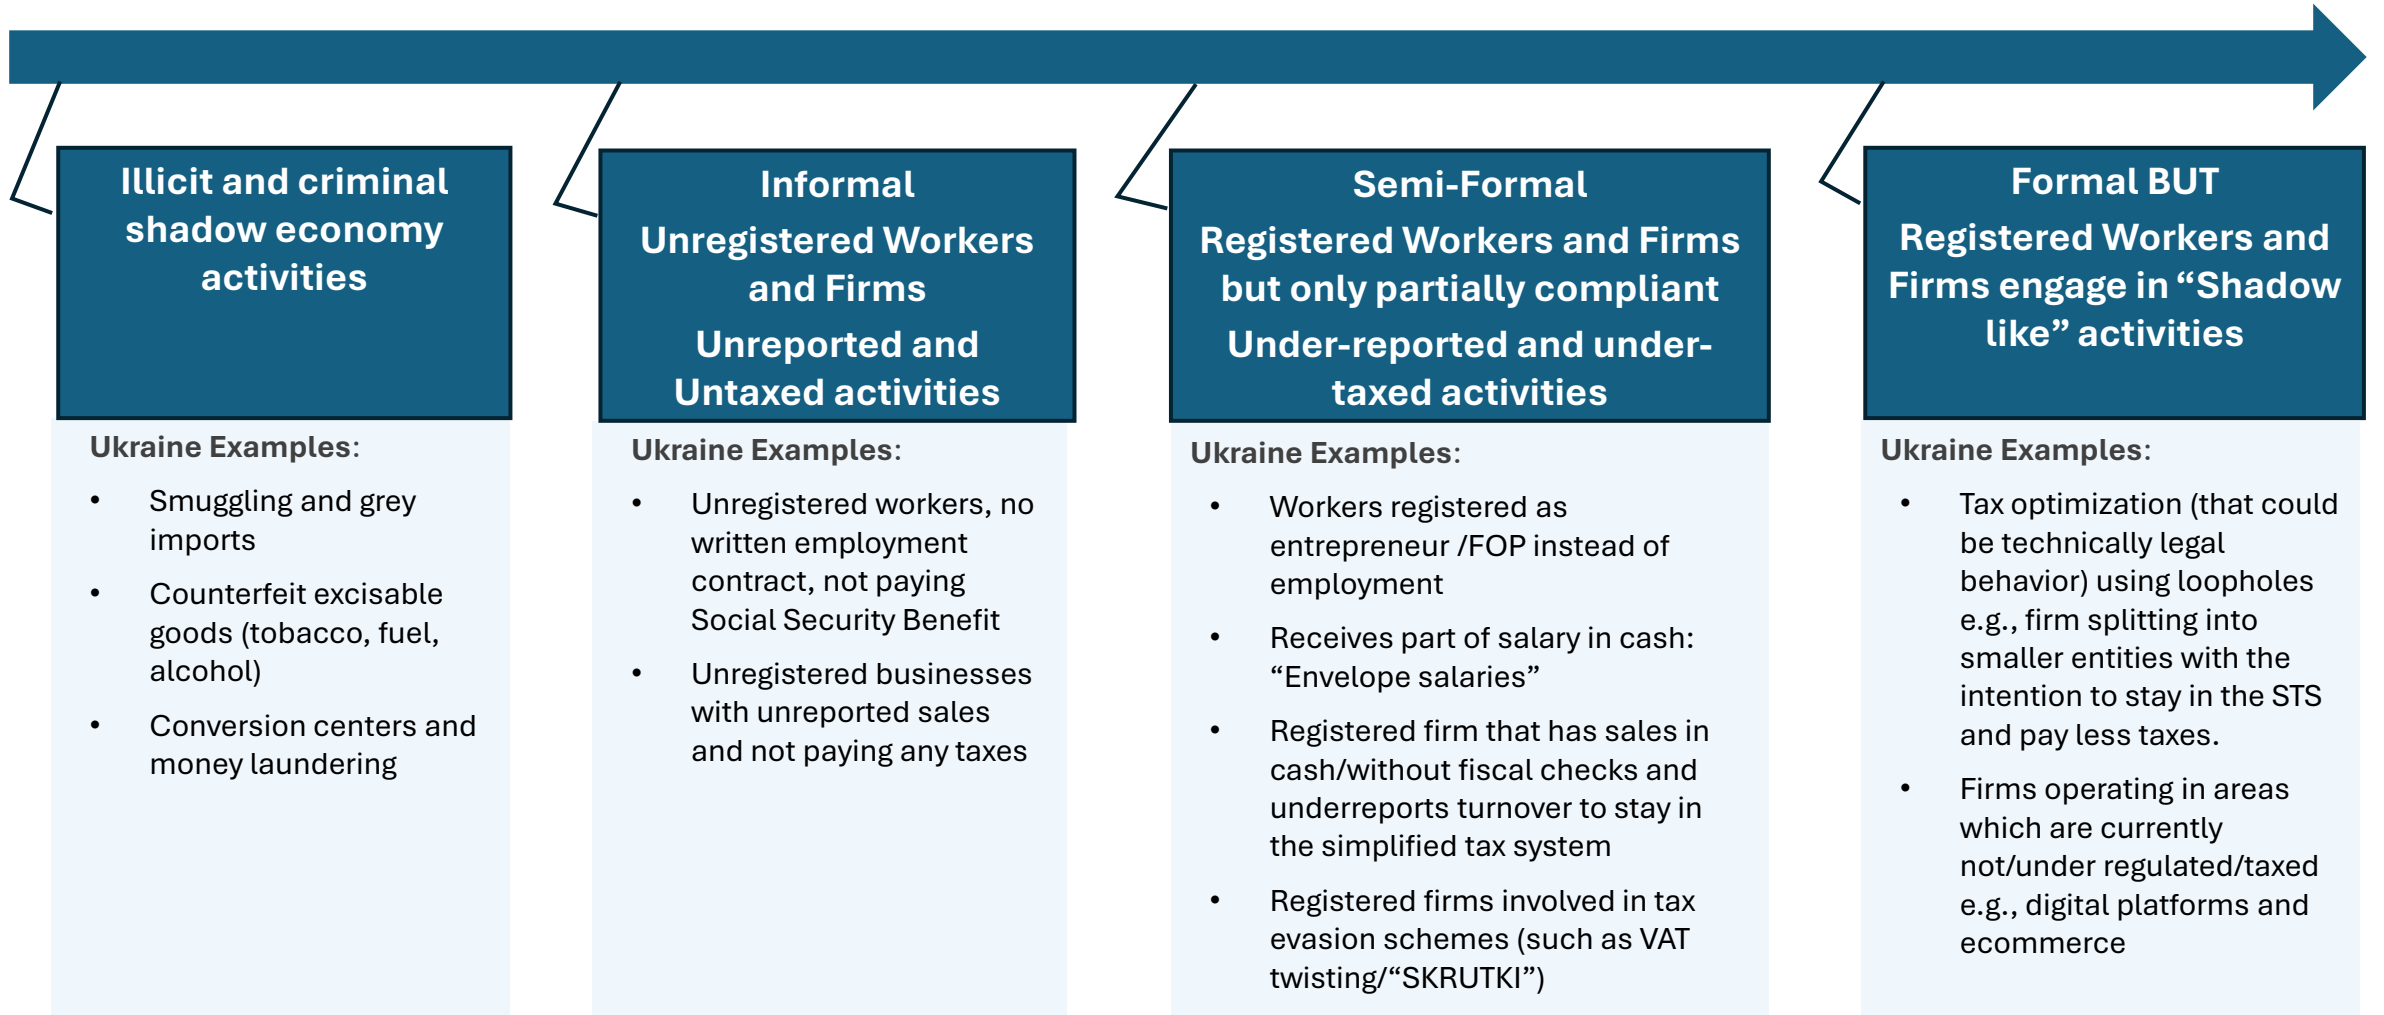 Illicit and criminal
shadow economy
activities
Ukraine Examples:
• Smuggling and grey
imports
• Counterfeit excisable
goods (tobacco, fuel,
alcohol)
• Conversion centers and
money laundering
Informal
Unregistered Workers
and Firms
Unreported and
Untaxed activities
Ukraine Examples:
• Unregistered workers, no
written employment
contract, not paying
Social Security Benefit
• Unregistered businesses
with unreported sales
and not paying any taxes
Semi-Formal
Registered Workers and Firms
but only partially compliant
Under-reported and under-
taxed activities
Ukraine Examples:
• Workers registered as
entrepreneur /FOP instead of
employment
• Receives part of salary in cash:
“Envelope salaries”
• Registered firm that has sales in
cash/without fiscal checks and
underreports turnover to stay in
the simplified tax system
• Registered firms involved in tax
evasion schemes (such as VAT
twisting/“SKRUTKI”)
Formal BUT
Registered Workers and
Firms engage in “Shadow
like” activities
Ukraine Examples:
• Tax optimization (that could
be technically legal
behavior) using loopholes
e.g., firm splitting into
smaller entities with the
intention to stay in the STS
and pay less taxes.
• Firms operating in areas
which are currently
not/under regulated/taxed
e.g., digital platforms and
ecommerce